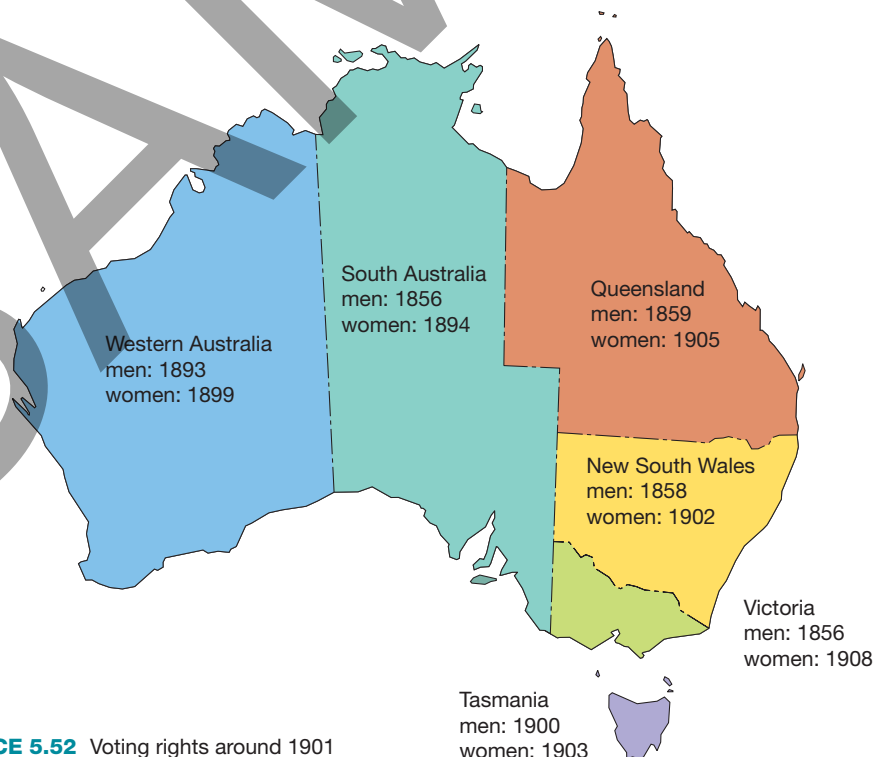 South Australia
men: 1856
women: 1894
Queensland
men: 1859
women: 1905
Western Australia
men: 1893
women: 1899
New South Wales
men: 1858
women: 1902
Victoria
men: 1856
women: 1908
Tasmania
men: 1900
women: 1903
CE 5.52 Voting rights around 1901